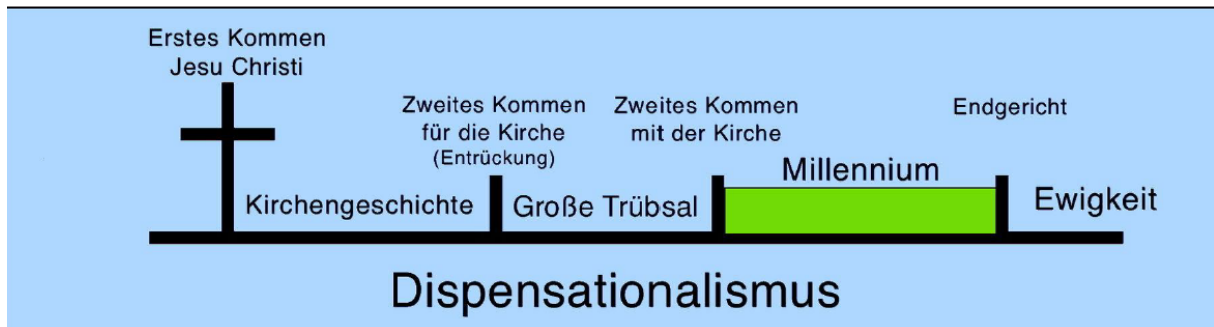 Erstes Kommen
Jesu Christi
Zweites Kommen
für die Kirche
(Entrückung)
Zweites Kommen
mit der Kirche
Endgericht
Kirchengeschichte
Große Trübsal
Millennium
Ewigkeit
Dispensationalismus